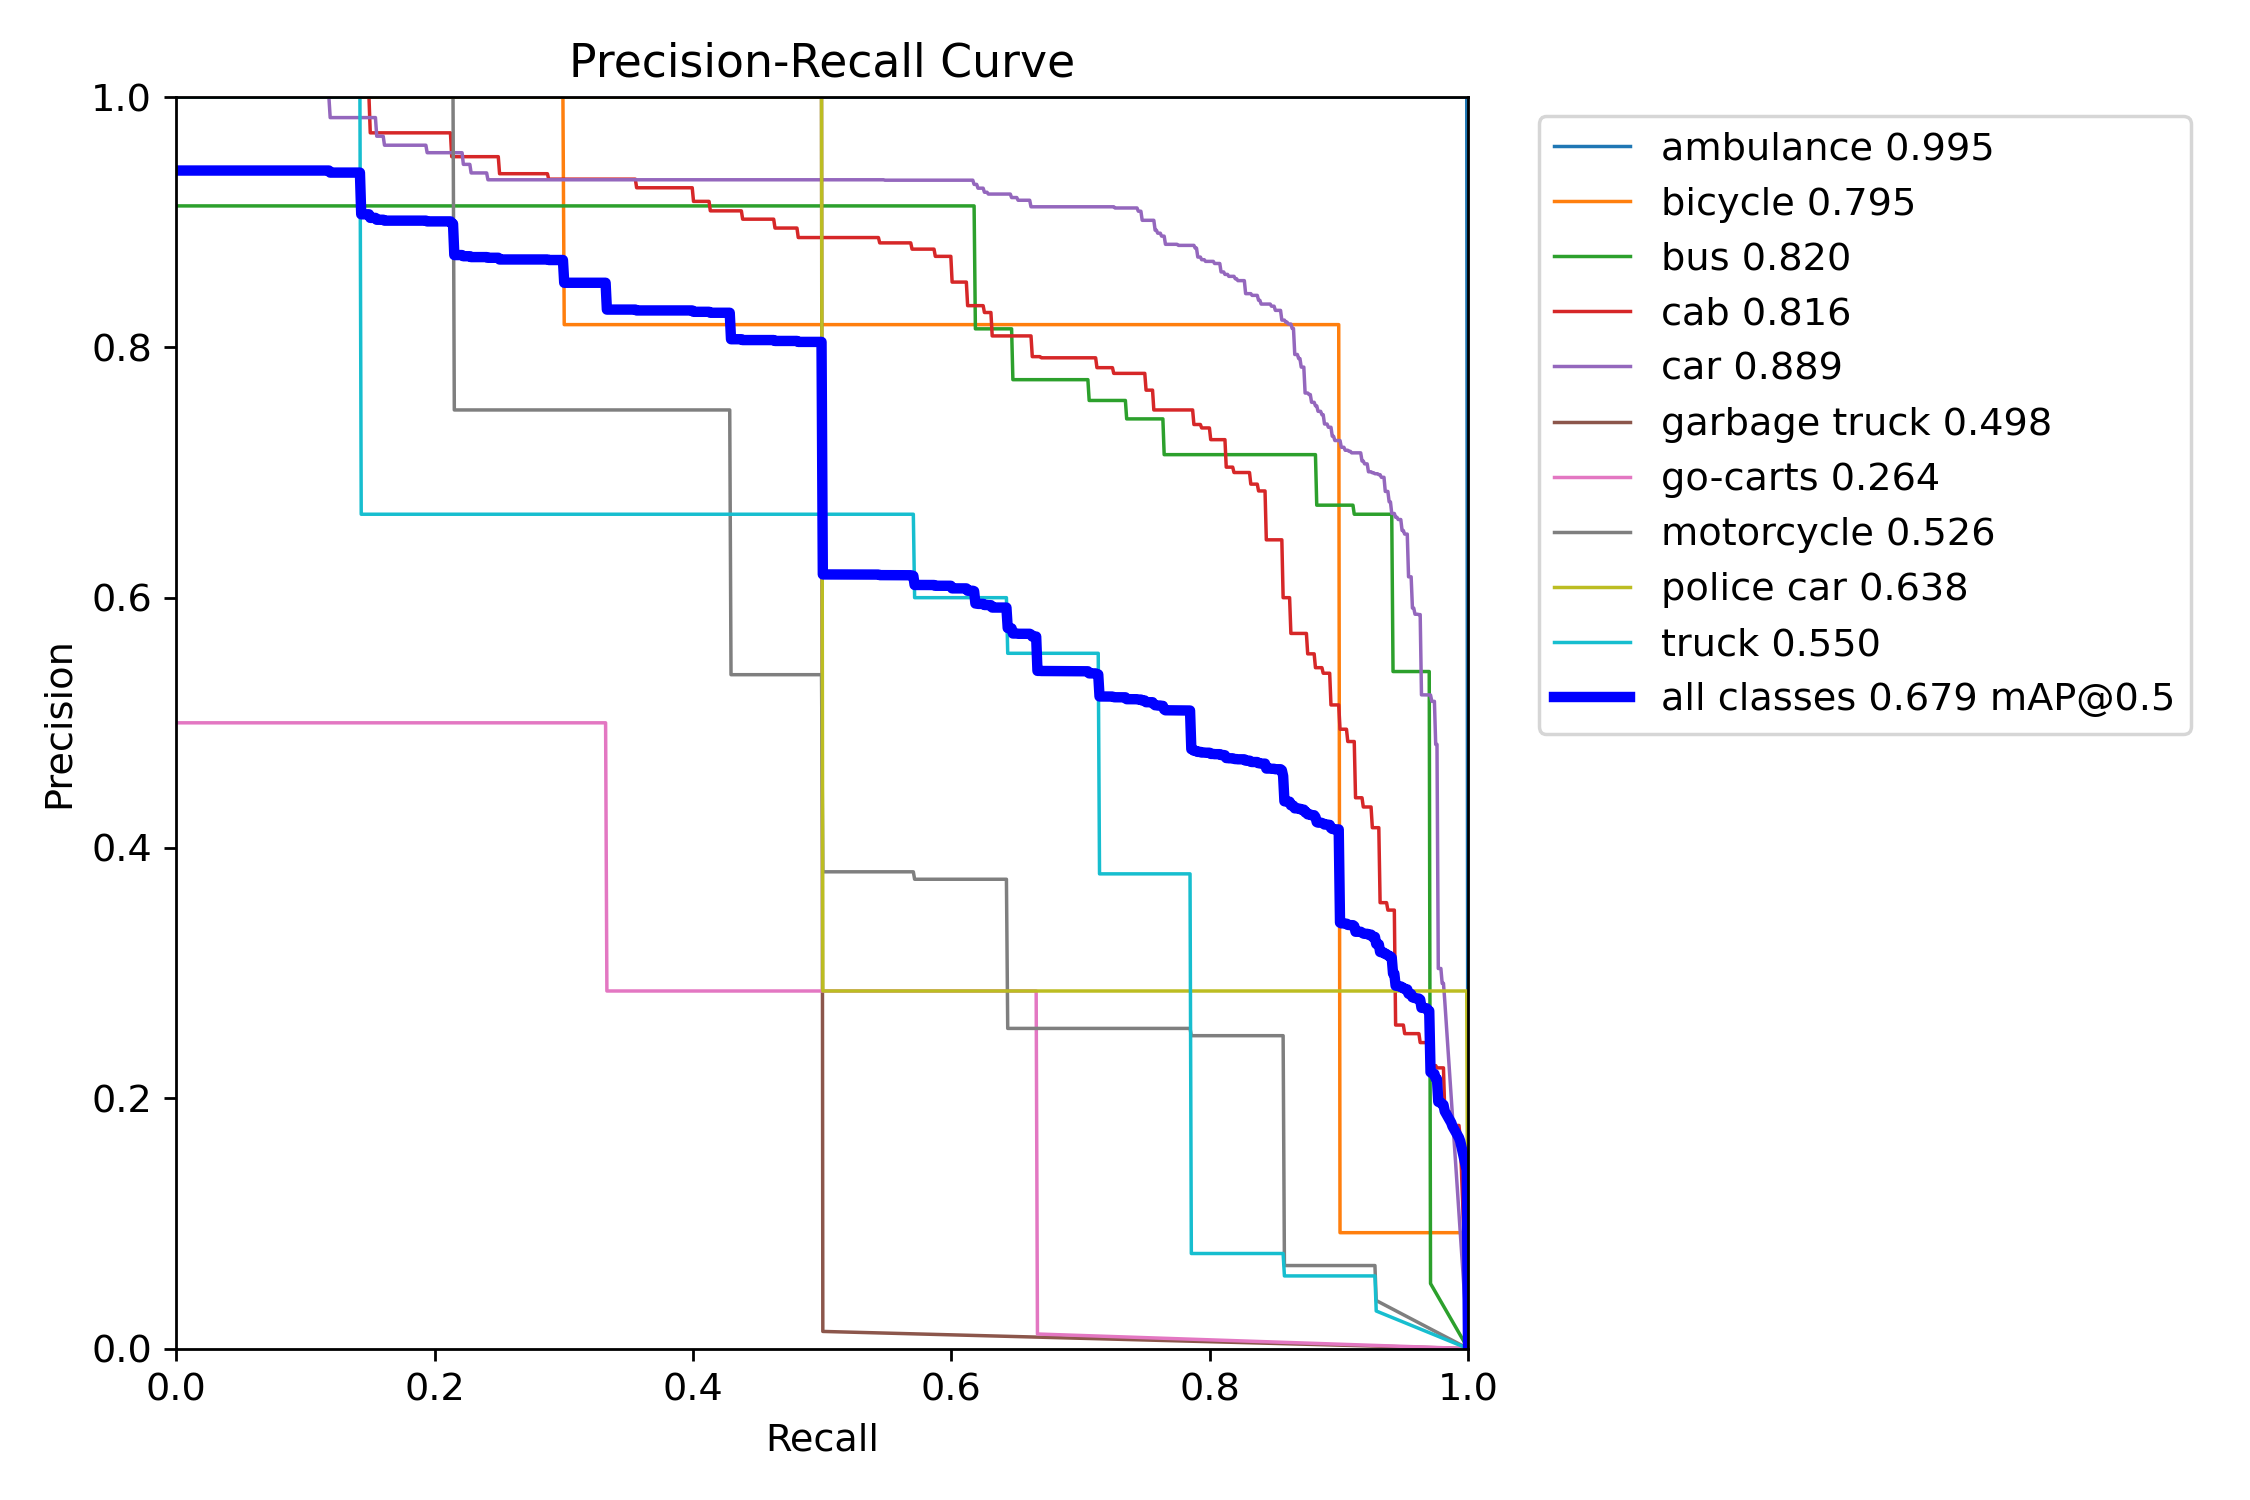 Precision-Recall Curve
1.0
0.8
0.6
0.4
0.2
0.0
Precision
0.0 0.2 0.4 0.6 0.8 1.0
Recall
ambulance 0.995
bicycle 0.795
bus 0.820
cab 0.816
car 0.889
garbage truck 0.498
go-carts 0.264
motorcycle 0.526
police car 0.638
truck 0.550
all classes 0.679 mAP@0.5